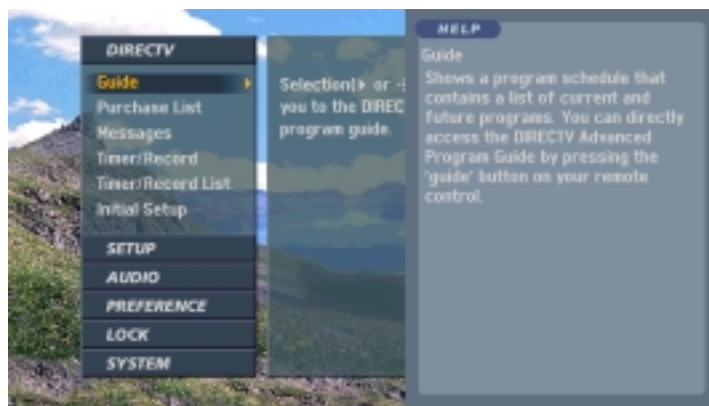 DIRECTV
Guide
Purchase List
Messages
Timer/Record
Timer/Record List
Initial Setup
SETUP
AUDIO
PREFERENCE
LOCK
SYSTEM
Selection( or
you to the DIREC
program guide.
HELP
Guide
Shows a program schedule that
contains a list of current and
future programs. You can directly
access the DIRECTV Advanced
Program Guide by pressing the
'guide' button on your remote
control.